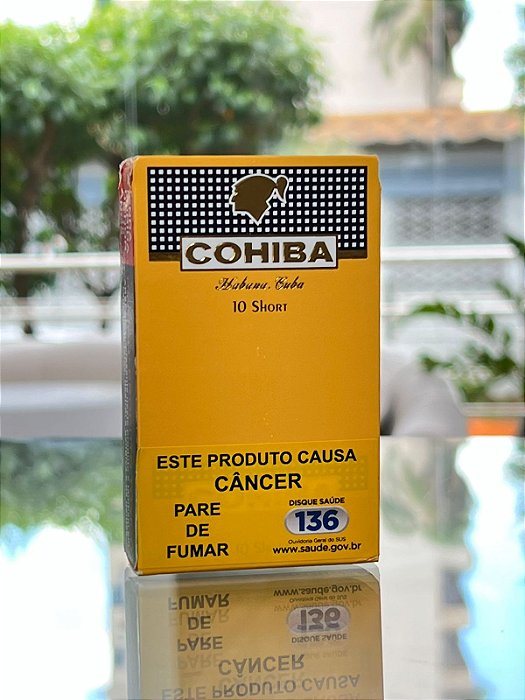 COHIBA
Habana, Cuba
10 SHORT
ESTE PRODUTO CAUSA
CÂNCER
PARE
DE
FUMAR
DISQUE SAÚDE
136
Ouvidoria Geral do SUS
www.saude.gov.br